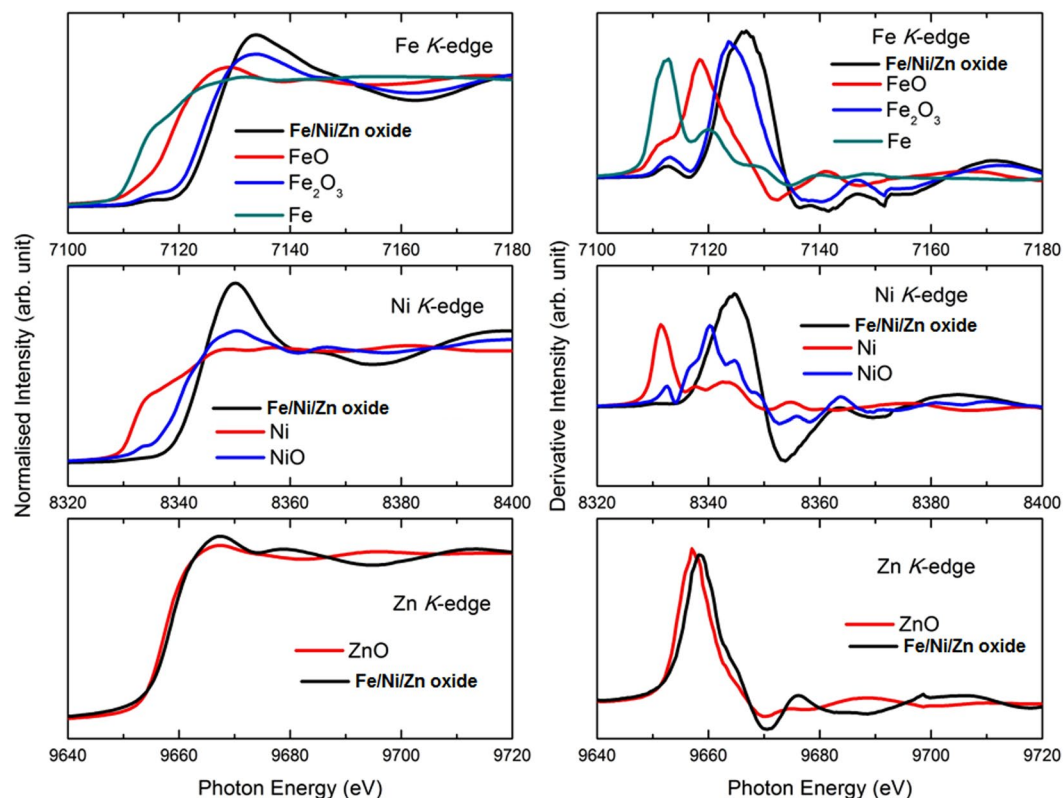 Normalised Intensity (arb. unit)
Fe K-edge
Fe/Ni/Zn oxide
FeO
Fe₂O₃
Fe
7100 7120 7140 7160 7180
Ni K-edge
Fe/Ni/Zn oxide
Ni
NiO
8320 8340 8360 8380 8400
Zn K-edge
ZnO
Fe/Ni/Zn oxide
9640 9660 9680 9700 9720
Photon Energy (eV)
Derivative Intensity (arb. unit)
Fe K-edge
Fe/Ni/Zn oxide
FeO
Fe₂O₃
Fe
7100 7120 7140 7160 7180
Ni K-edge
Fe/Ni/Zn oxide
Ni
NiO
8320 8340 8360 8380 8400
Zn K-edge
ZnO
Fe/Ni/Zn oxide
9640 9660 9680 9700 9720
Photon Energy (eV)